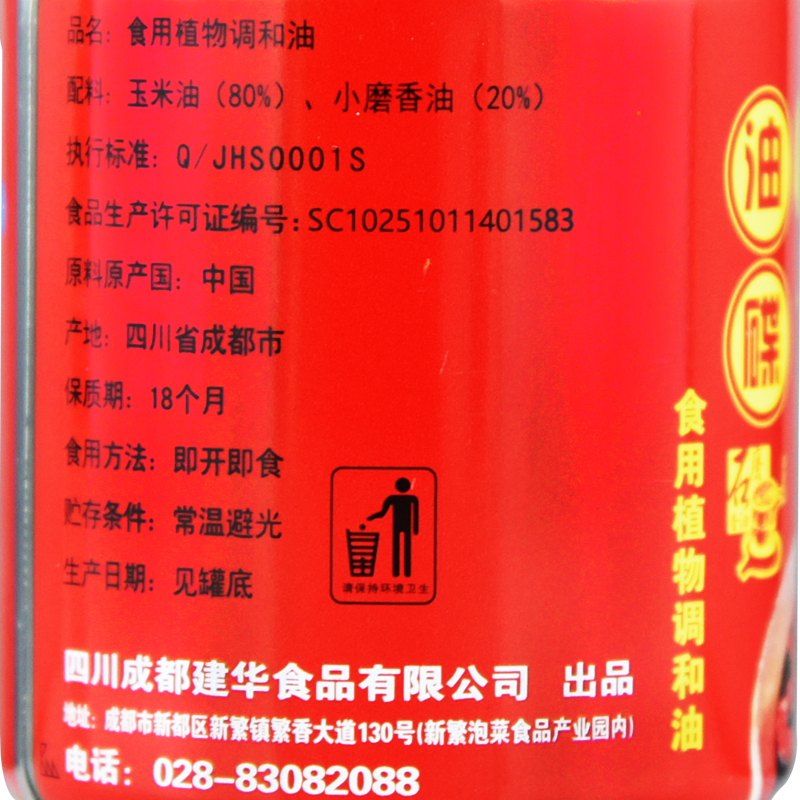 品名：食用植物调和油
配料：玉米油（80%）、小磨香油（20%）
执行标准：Q/JHS0001S
食品生产许可证编号：SC10251011401583
原料原产国：中国
产地：四川省成都市
保质期：18个月
食用方法：即开即食
贮存条件：常温避光
生产日期：见罐底
请保持环境卫生
四川成都建华食品有限公司 出品
地址：成都市新都区新繁镇繁香大道130号(新繁泡菜食品产业园内)
电话：028-83082088
油碟
食用植物调和油